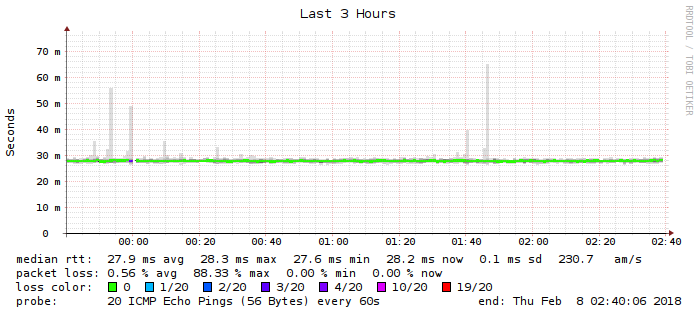 Last 3 Hours
RRDTOOL / TOBI OETIKER
Seconds
70 m
60 m
50 m
40 m
30 m
20 m
10 m
0
00:00 00:20 00:40 01:00 01:20 01:40 02:00 02:20 02:40
median rtt: 27.9 ms avg 28.3 ms max 27.6 ms min 28.2 ms now 0.1 ms sd 230.7 am/s
packet loss: 0.56 % avg 88.33 % max 0.00 % min 0.00 % now
loss color: 0 1/20 2/20 3/20 4/20 10/20 19/20
probe: 20 ICMP Echo Pings (56 Bytes) every 60s end: Thu Feb 8 02:40:06 2018